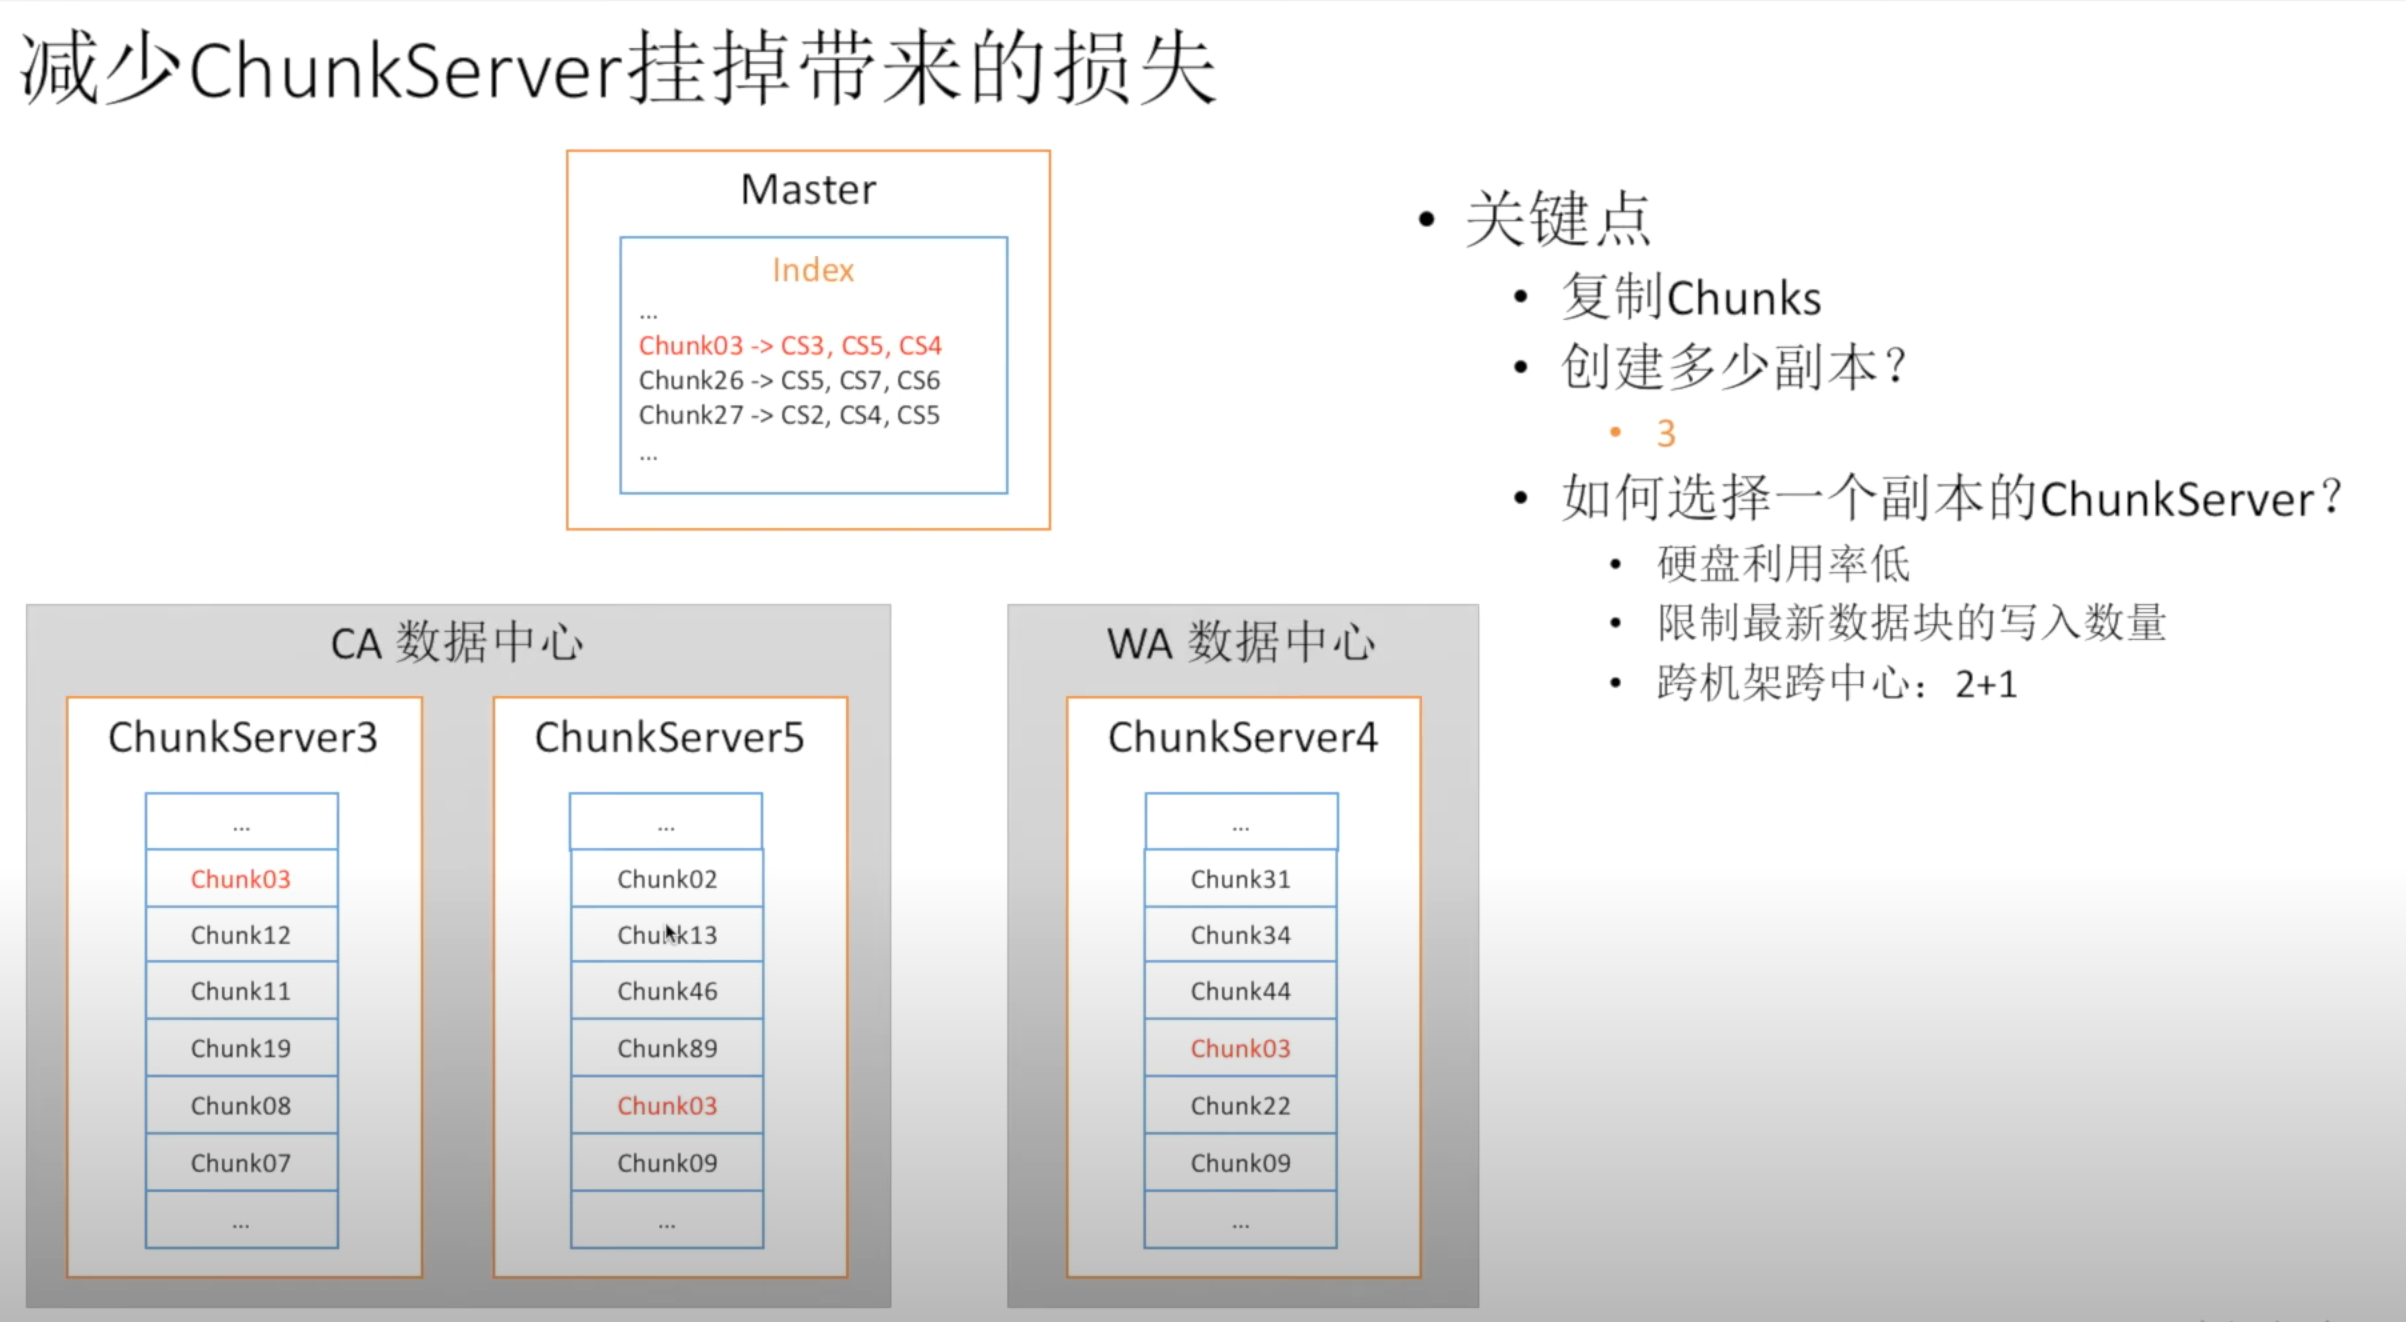 减少ChunkServer挂掉带来的损失
Master
Index
...
Chunk03 -> CS3, CS5, CS4
Chunk26 -> CS5, CS7, CS6
Chunk27 -> CS2, CS4, CS5
...
• 关键点
• 复制Chunks
• 创建多少副本？
• 3
• 如何选择一个副本的ChunkServer？
• 硬盘利用率低
• 限制最新数据块的写入数量
• 跨机架跨中心：2+1
CA 数据中心
ChunkServer3
...
Chunk03
Chunk12
Chunk11
Chunk19
Chunk08
Chunk07
...
ChunkServer5
...
Chunk02
Chunk13
Chunk46
Chunk89
Chunk03
Chunk09
...
WA 数据中心
ChunkServer4
...
Chunk31
Chunk34
Chunk44
Chunk03
Chunk22
Chunk09
...